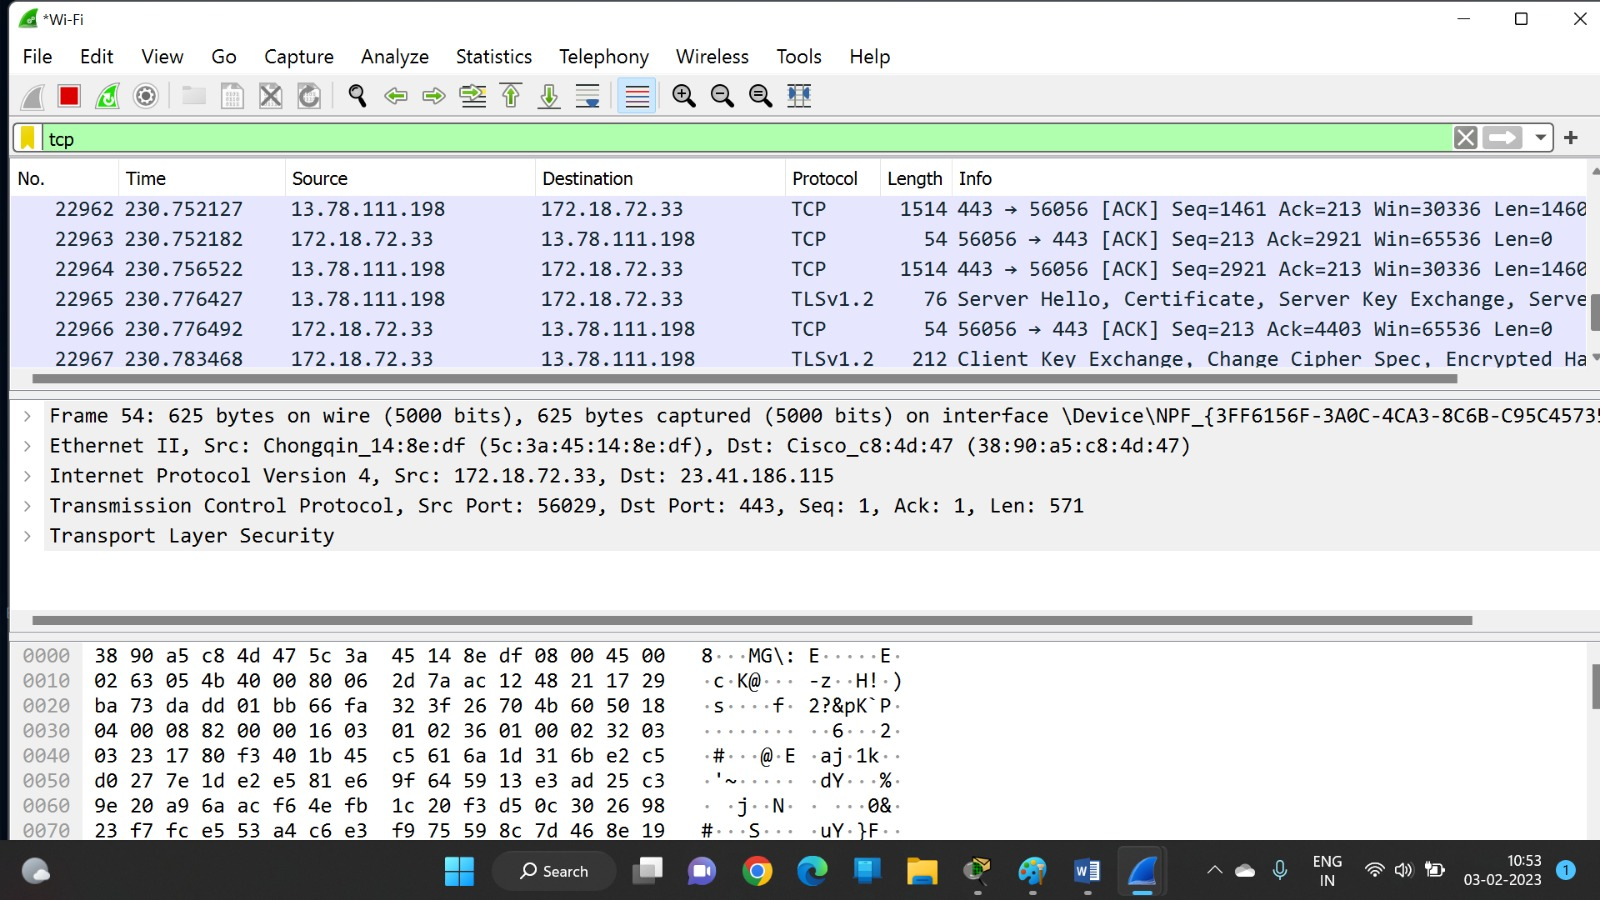 *Wi-Fi
File Edit View Go Capture Analyze Statistics Telephony Wireless Tools Help
tcp
No. Time Source Destination Protocol Length Info
22962 230.752127 13.78.111.198 172.18.72.33 TCP 1514 443 → 56056 [ACK] Seq=1461 Ack=213 Win=30336 Len=1460
22963 230.752182 172.18.72.33 13.78.111.198 TCP 54 56056 → 443 [ACK] Seq=213 Ack=2921 Win=65536 Len=0
22964 230.756522 13.78.111.198 172.18.72.33 TCP 1514 443 → 56056 [ACK] Seq=2921 Ack=213 Win=30336 Len=1460
22965 230.776427 13.78.111.198 172.18.72.33 TLSv1.2 76 Server Hello, Certificate, Server Key Exchange, Serve
22966 230.776492 172.18.72.33 13.78.111.198 TCP 54 56056 → 443 [ACK] Seq=213 Ack=4403 Win=65536 Len=0
22967 230.783468 172.18.72.33 13.78.111.198 TLSv1.2 212 Client Key Exchange, Change Cipher Spec, Encrypted Ha
Frame 54: 625 bytes on wire (5000 bits), 625 bytes captured (5000 bits) on interface \Device\NPF_{3FF6156F-3A0C-4CA3-8C6B-C95C45735
Ethernet II, Src: Chongqin_14:8e:df (5c:3a:45:14:8e:df), Dst: Cisco_c8:4d:47 (38:90:a5:c8:4d:47)
Internet Protocol Version 4, Src: 172.18.72.33, Dst: 23.41.186.115
Transmission Control Protocol, Src Port: 56029, Dst Port: 443, Seq: 1, Ack: 1, Len: 571
Transport Layer Security
0000 38 90 a5 c8 4d 47 5c 3a 45 14 8e df 08 00 45 00 8···MG\: E·····E·
0010 02 63 05 4b 40 00 80 06 2d 7a ac 12 48 21 17 29 ·c·K@··· -z··H!·)
0020 ba 73 da dd 01 bb 66 fa 32 3f 26 70 4b 60 50 18 ·s····f· 2?&pK`P·
0030 04 00 08 82 00 00 16 03 01 02 36 01 00 02 32 03 ········ ··6···2·
0040 03 23 17 80 f3 40 1b 45 c5 61 6a 1d 31 6b e2 c5 ·#···@·E ·aj·1k··
0050 d0 27 7e 1d e2 e5 81 e6 9f 64 59 13 e3 ad 25 c3 ·'~····· ·dY···%·
0060 9e 20 a9 6a ac f6 4e fb 1c 20 f3 d5 0c 30 26 98 · ·j··N· · ···0&·
0070 23 f7 fc e5 53 a4 c6 e3 f9 75 59 8c 7d 46 8e 19 #···S··· ·uY·}F··
Search
ENG
IN
10:53
03-02-2023
1